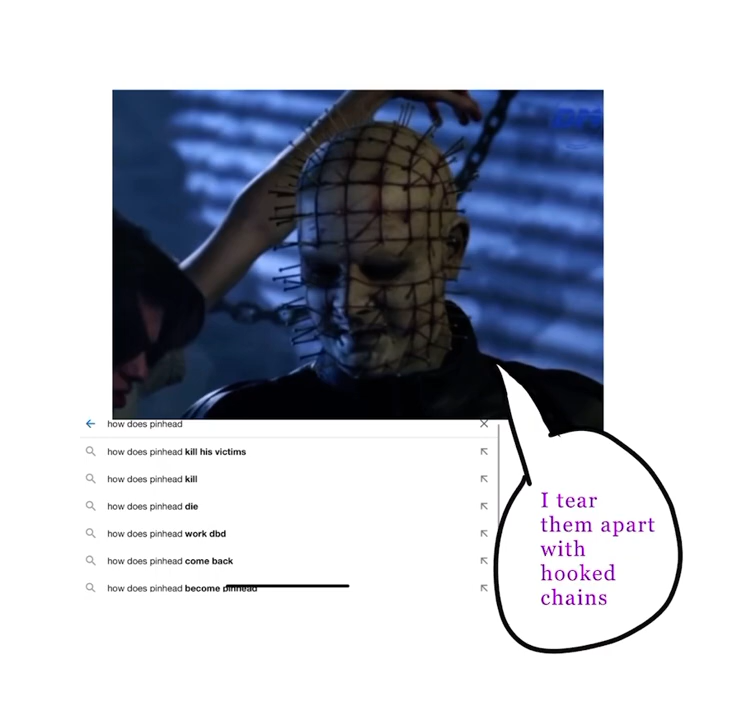 how does pinhead
how does pinhead kill his victims
how does pinhead kill
how does pinhead die
how does pinhead work dbd
how does pinhead come back
how does pinhead become pinhead
I tear
them apart
with
hooked
chains